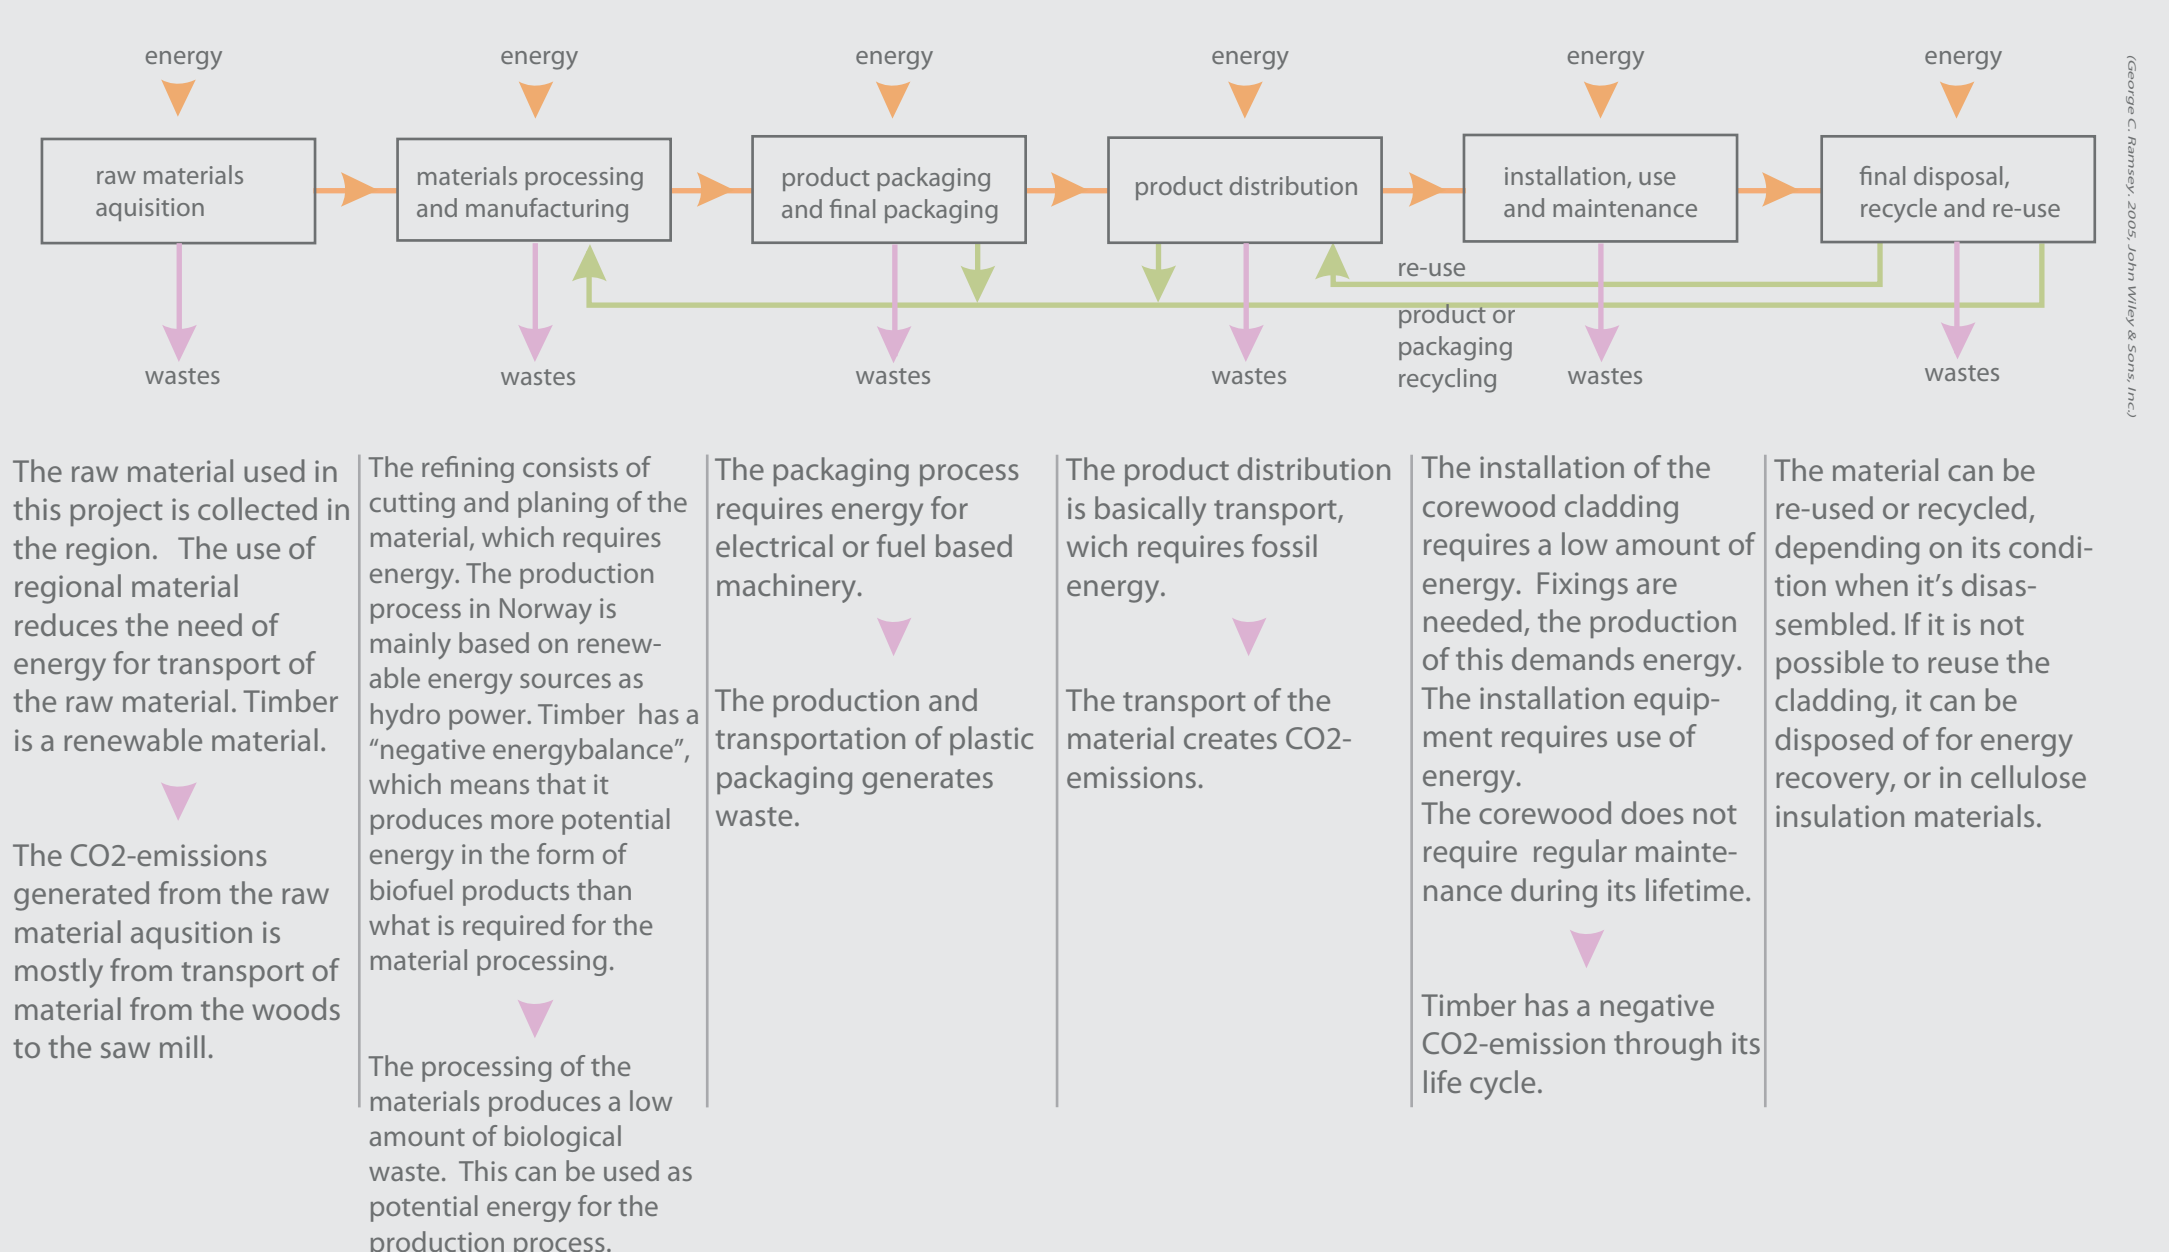 energy
energy
energy
energy
energy
energy
raw materials
aquisition
materials processing
and manufacturing
product packaging
and final packaging
product distribution
installation, use
and maintenance
final disposal,
recycle and re-use
re-use
product or
packaging
recycling
wastes
wastes
wastes
wastes
wastes
wastes
(George C. Ramsey. 2005, John Wiley & Sons, Inc.)
The raw material used in
this project is collected in
the region. The use of
regional material
reduces the need of
energy for transport of
the raw material. Timber
is a renewable material.
The CO2-emissions
generated from the raw
material aqusition is
mostly from transport of
material from the woods
to the saw mill.
The refining consists of
cutting and planing of the
material, which requires
energy. The production
process in Norway is
mainly based on renew-
able energy sources as
hydro power. Timber has a
“negative energybalance”,
which means that it
produces more potential
energy in the form of
biofuel products than
what is required for the
material processing.
The processing of the
materials produces a low
amount of biological
waste. This can be used as
potential energy for the
production process.
The packaging process
requires energy for
electrical or fuel based
machinery.
The production and
transportation of plastic
packaging generates
waste.
The product distribution
is basically transport,
wich requires fossil
energy.
The transport of the
material creates CO2-
emissions.
The installation of the
corewood cladding
requires a low amount of
energy. Fixings are
needed, the production
of this demands energy.
The installation equip-
ment requires use of
energy.
The corewood does not
require regular mainte-
nance during its lifetime.
Timber has a negative
CO2-emission through its
life cycle.
The material can be
re-used or recycled,
depending on its condi-
tion when it’s disas-
sembled. If it is not
possible to reuse the
cladding, it can be
disposed of for energy
recovery, or in cellulose
insulation materials.